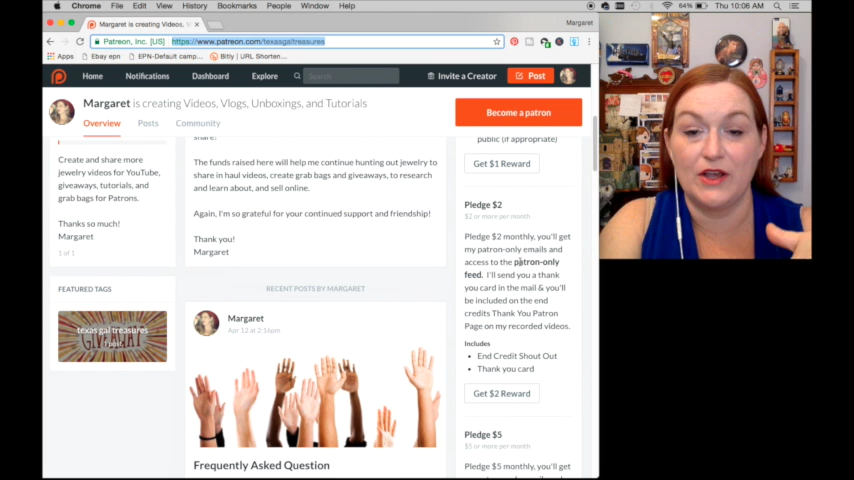 Chrome File Edit View History Bookmarks People Window Help
64% Thu 10:06 AM
Margaret is creating Videos, V
Margaret
Patreon, Inc. [US] https://www.patreon.com/texasgaltreasures
Apps Ebay epn EPN-Default camp... Bitly | URL Shorten...
Home Notifications Dashboard Explore Search Invite a Creator Post
Margaret is creating Videos, Vlogs, Unboxings, and Tutorials
Become a patron
Overview Posts Community
Create and share more
jewelry videos for YouTube,
giveaways, tutorials, and
grab bags for Patrons.
Thanks so much!
Margaret
1 of 1
FEATURED TAGS
texas gal treasures
1 post
GIVEAWAY
share!
The funds raised here will help me continue hunting out jewelry to
share in haul videos, create grab bags and giveaways, to research
and learn about, and sell online.
Again, I'm so grateful for your continued support and friendship!
Thank you!
Margaret
RECENT POSTS BY MARGARET
Margaret
Apr 12 at 2:16pm
Frequently Asked Question
public (if appropriate)
Get $1 Reward
Pledge $2
$2 or more per month
Pledge $2 monthly, you'll get
my patron-only emails and
access to the patron-only
feed. I'll send you a thank
you card in the mail & you'll
be included on the end
credits Thank You Patron
Page on my recorded videos.
Includes
End Credit Shout Out
Thank you card
Get $2 Reward
Pledge $5
$5 or more per month
Pledge $5 monthly, you'll get